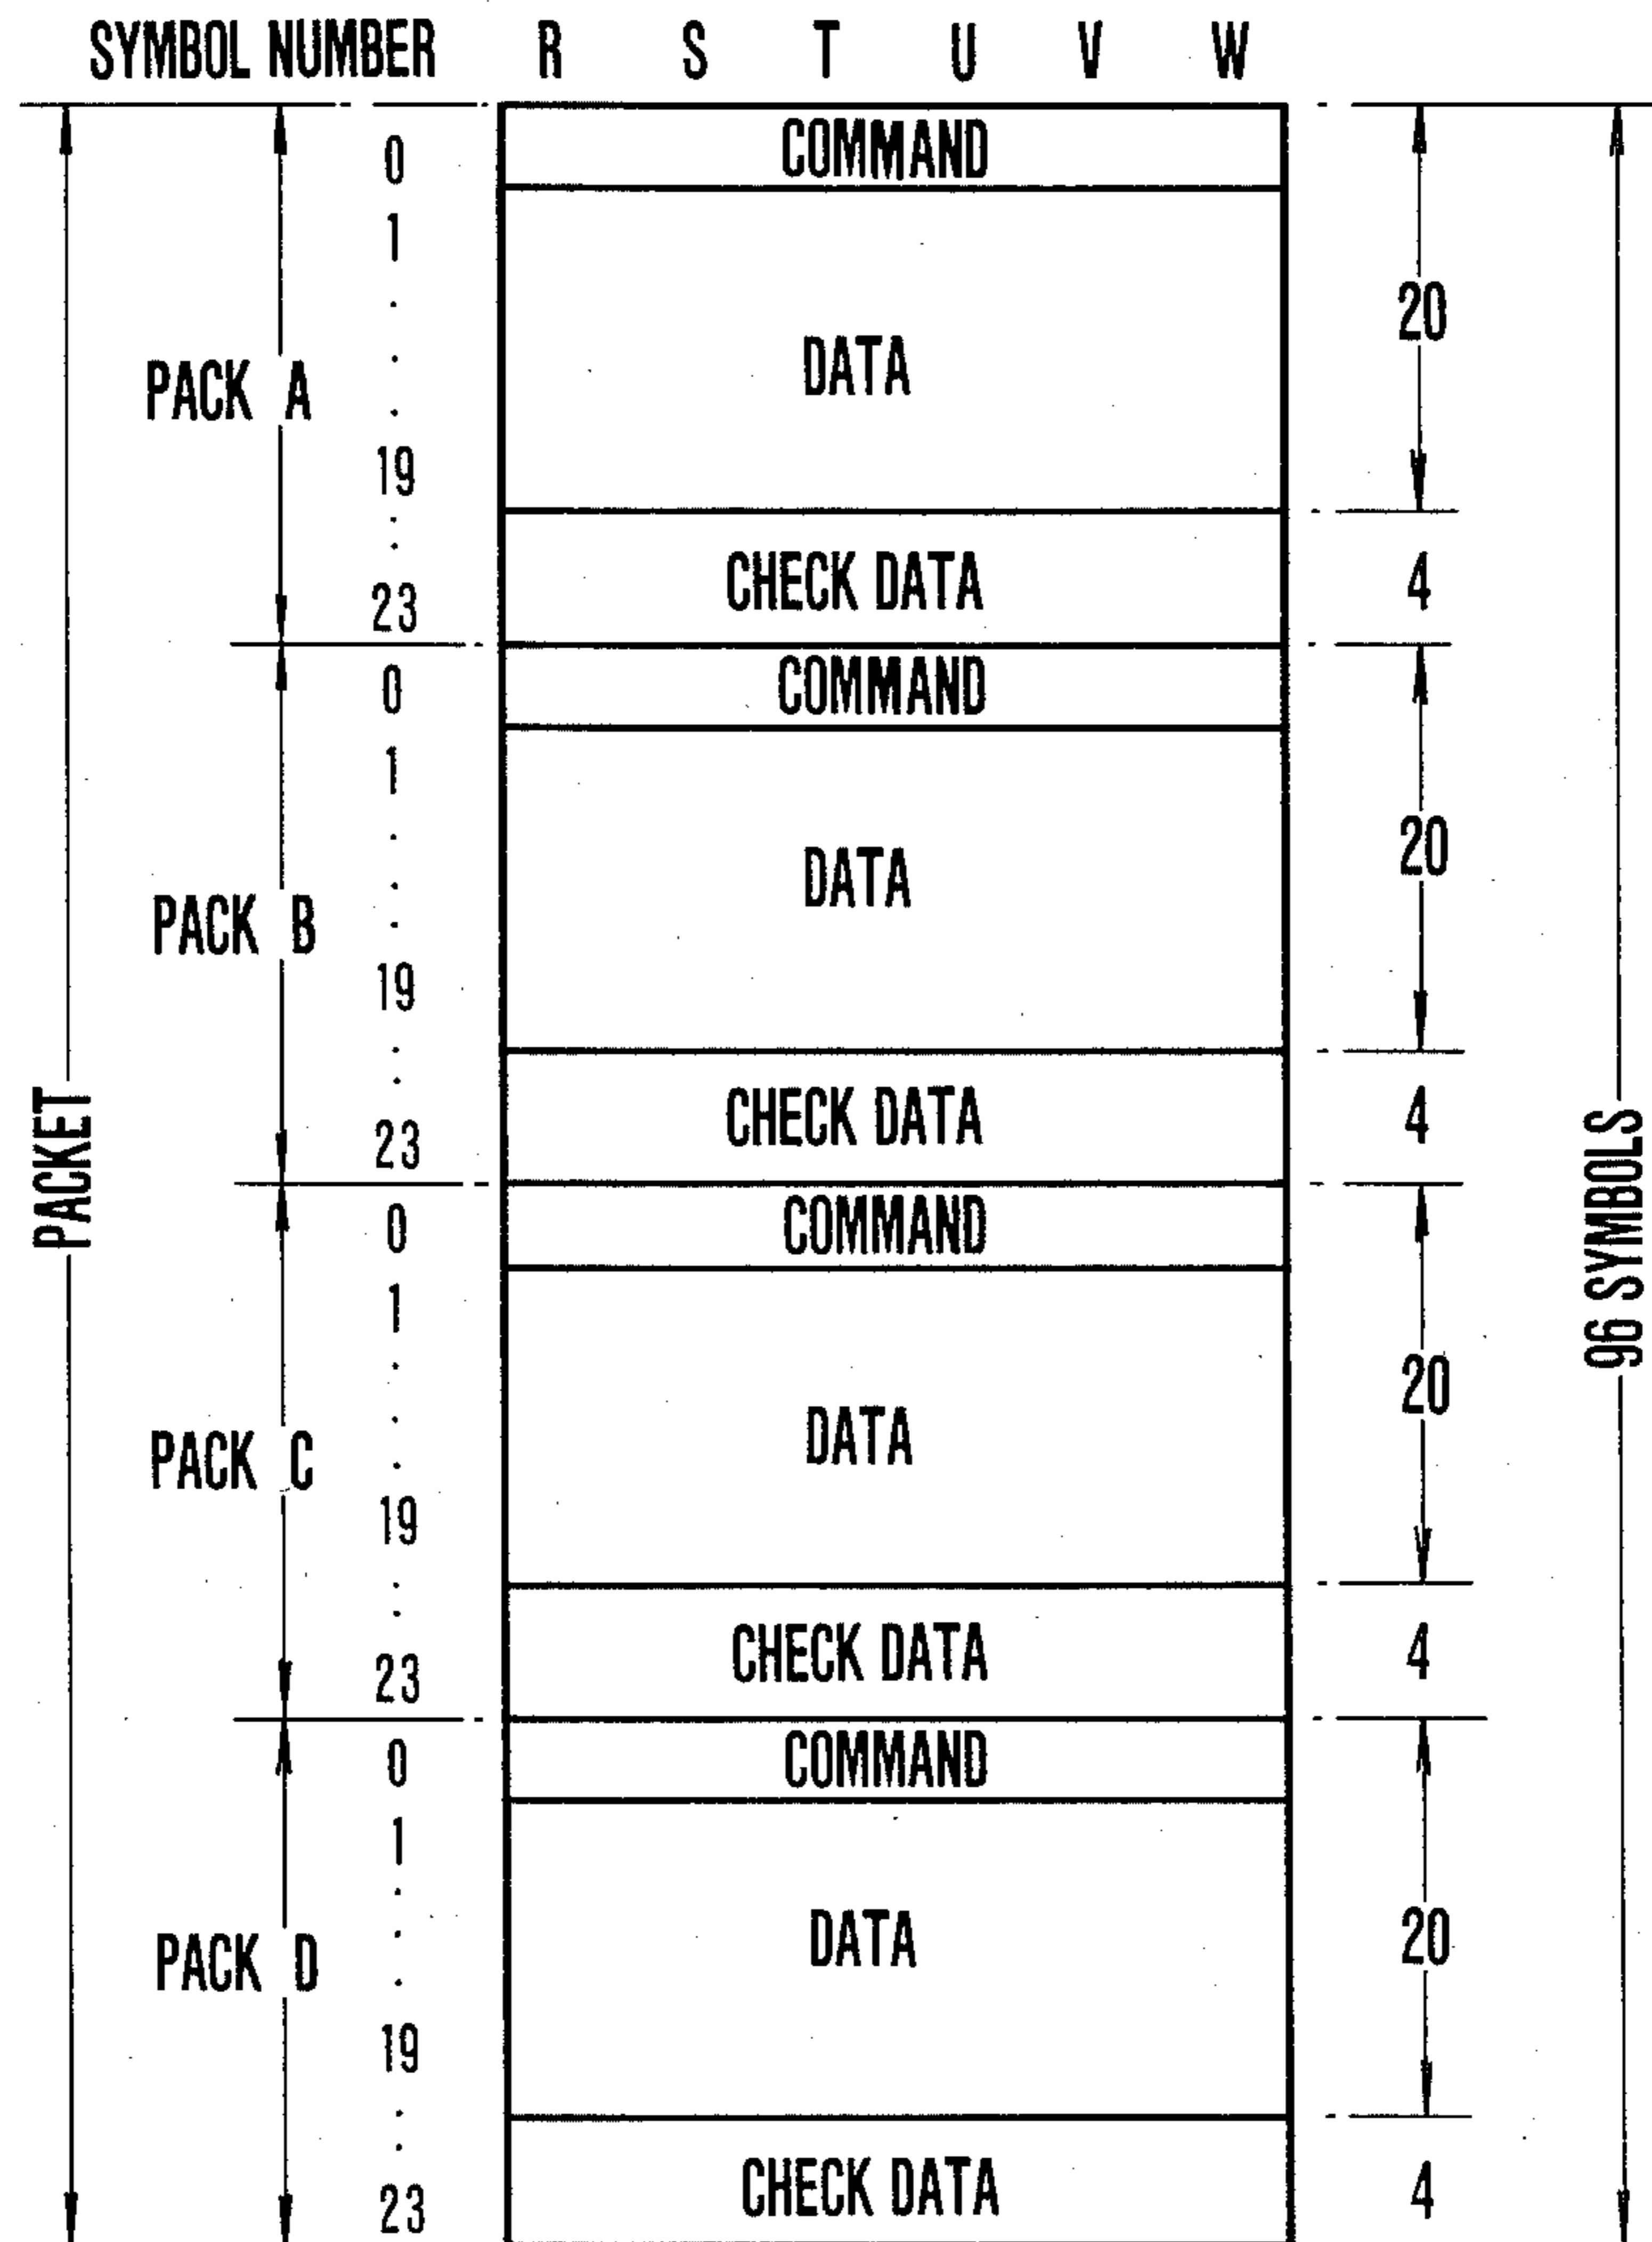 SYMBOL NUMBER R S T U V W
0 COMMAND
1
20
DATA
PACK A
19
CHECK DATA 4
23
0 COMMAND
1
20
DATA
PACK B
19
CHECK DATA 4
23
PACKET
96 SYMBOLS
0 COMMAND
1
20
DATA
PACK C
19
CHECK DATA 4
23
0 COMMAND
1
DATA 20
PACK D
19
CHECK DATA 4
23